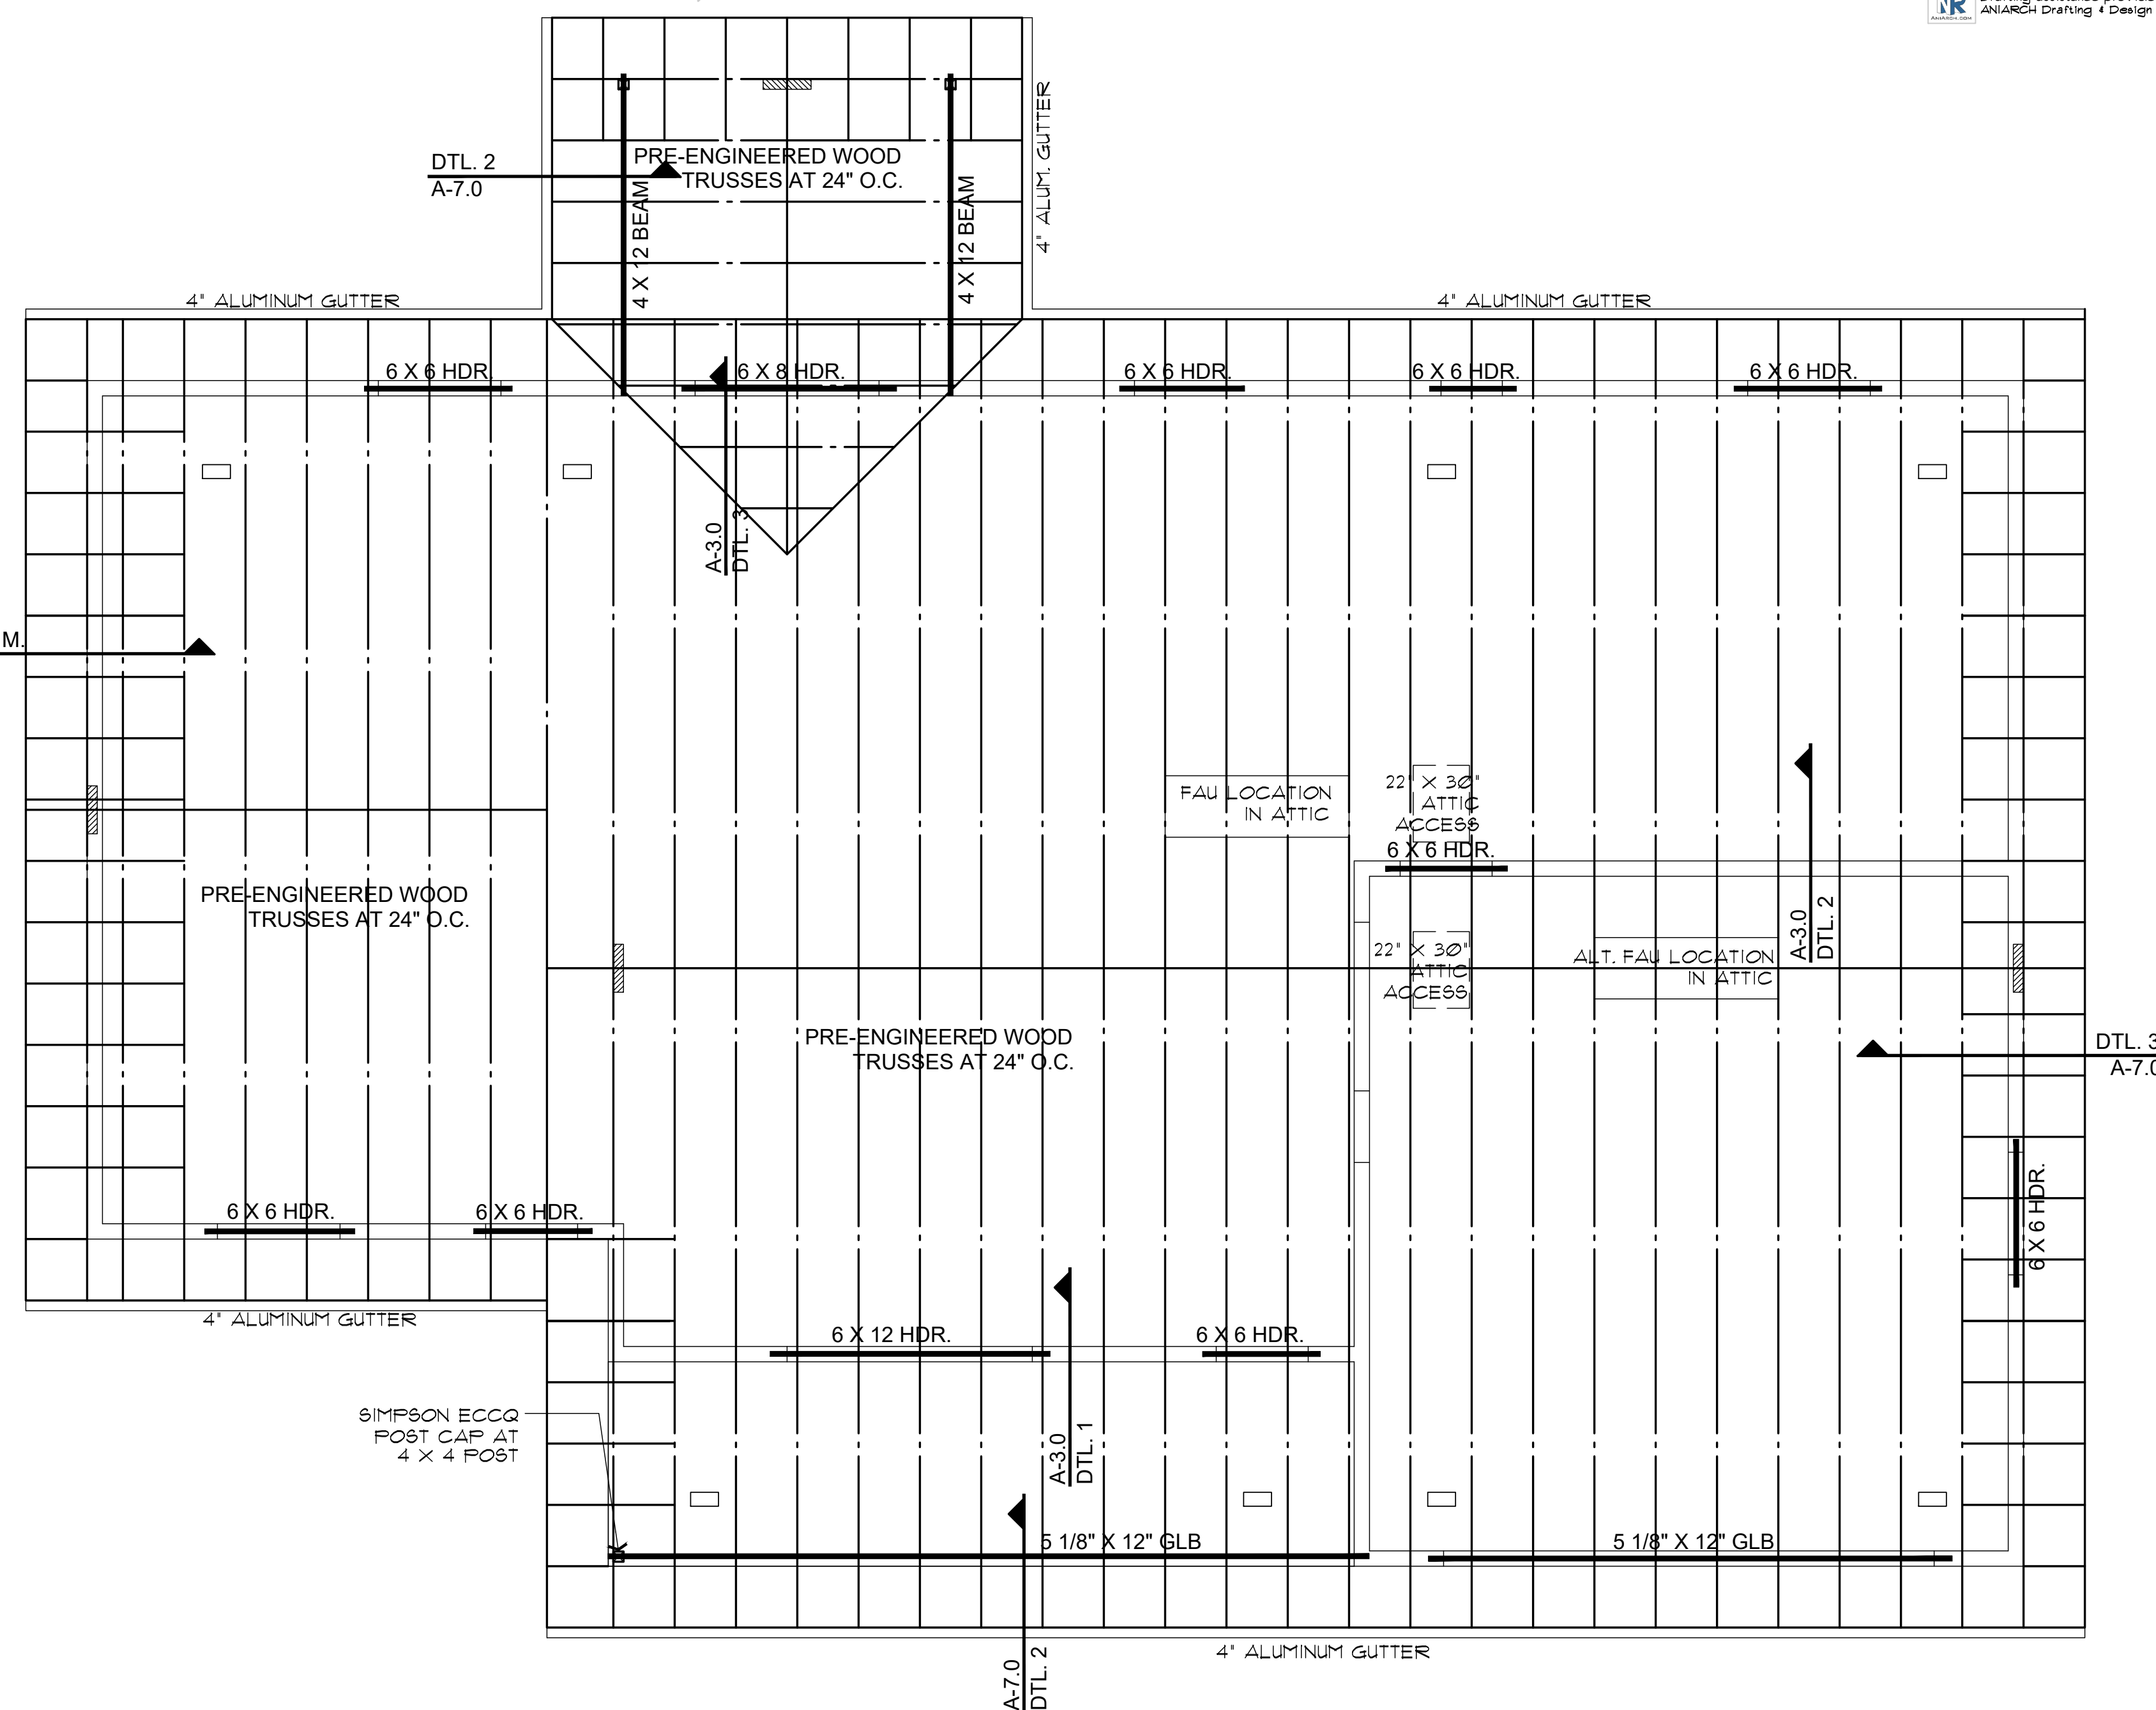 ANIARCH.COM
ANIARCH Drafting & Design
4" ALUM. GUTTER
DTL. 2
A-7.0
PRE-ENGINEERED WOOD
TRUSSES AT 24" O.C.
4 X 12 BEAM
4 X 12 BEAM
4" ALUMINUM GUTTER
4" ALUMINUM GUTTER
6 X 6 HDR.
6 X 8 HDR.
6 X 6 HDR.
6 X 6 HDR.
6 X 6 HDR.
A-3.0
DTL. 3
M.
FAU LOCATION
IN ATTIC
22" X 30"
ATTIC
ACCESS
6 X 6 HDR.
PRE-ENGINEERED WOOD
TRUSSES AT 24" O.C.
22" X 30"
ATTIC
ACCESS
ALT. FAU LOCATION
IN ATTIC
A-3.0
DTL. 2
PRE-ENGINEERED WOOD
TRUSSES AT 24" O.C.
DTL. 3
A-7.0
6 X 6 HDR.
6 X 6 HDR.
6 X 6 HDR.
4" ALUMINUM GUTTER
6 X 12 HDR.
6 X 6 HDR.
SIMPSON ECCQ
POST CAP AT
4 X 4 POST
A-3.0
DTL. 1
5 1/8" X 12" GLB
5 1/8" X 12" GLB
4" ALUMINUM GUTTER
A-7.0
DTL. 2